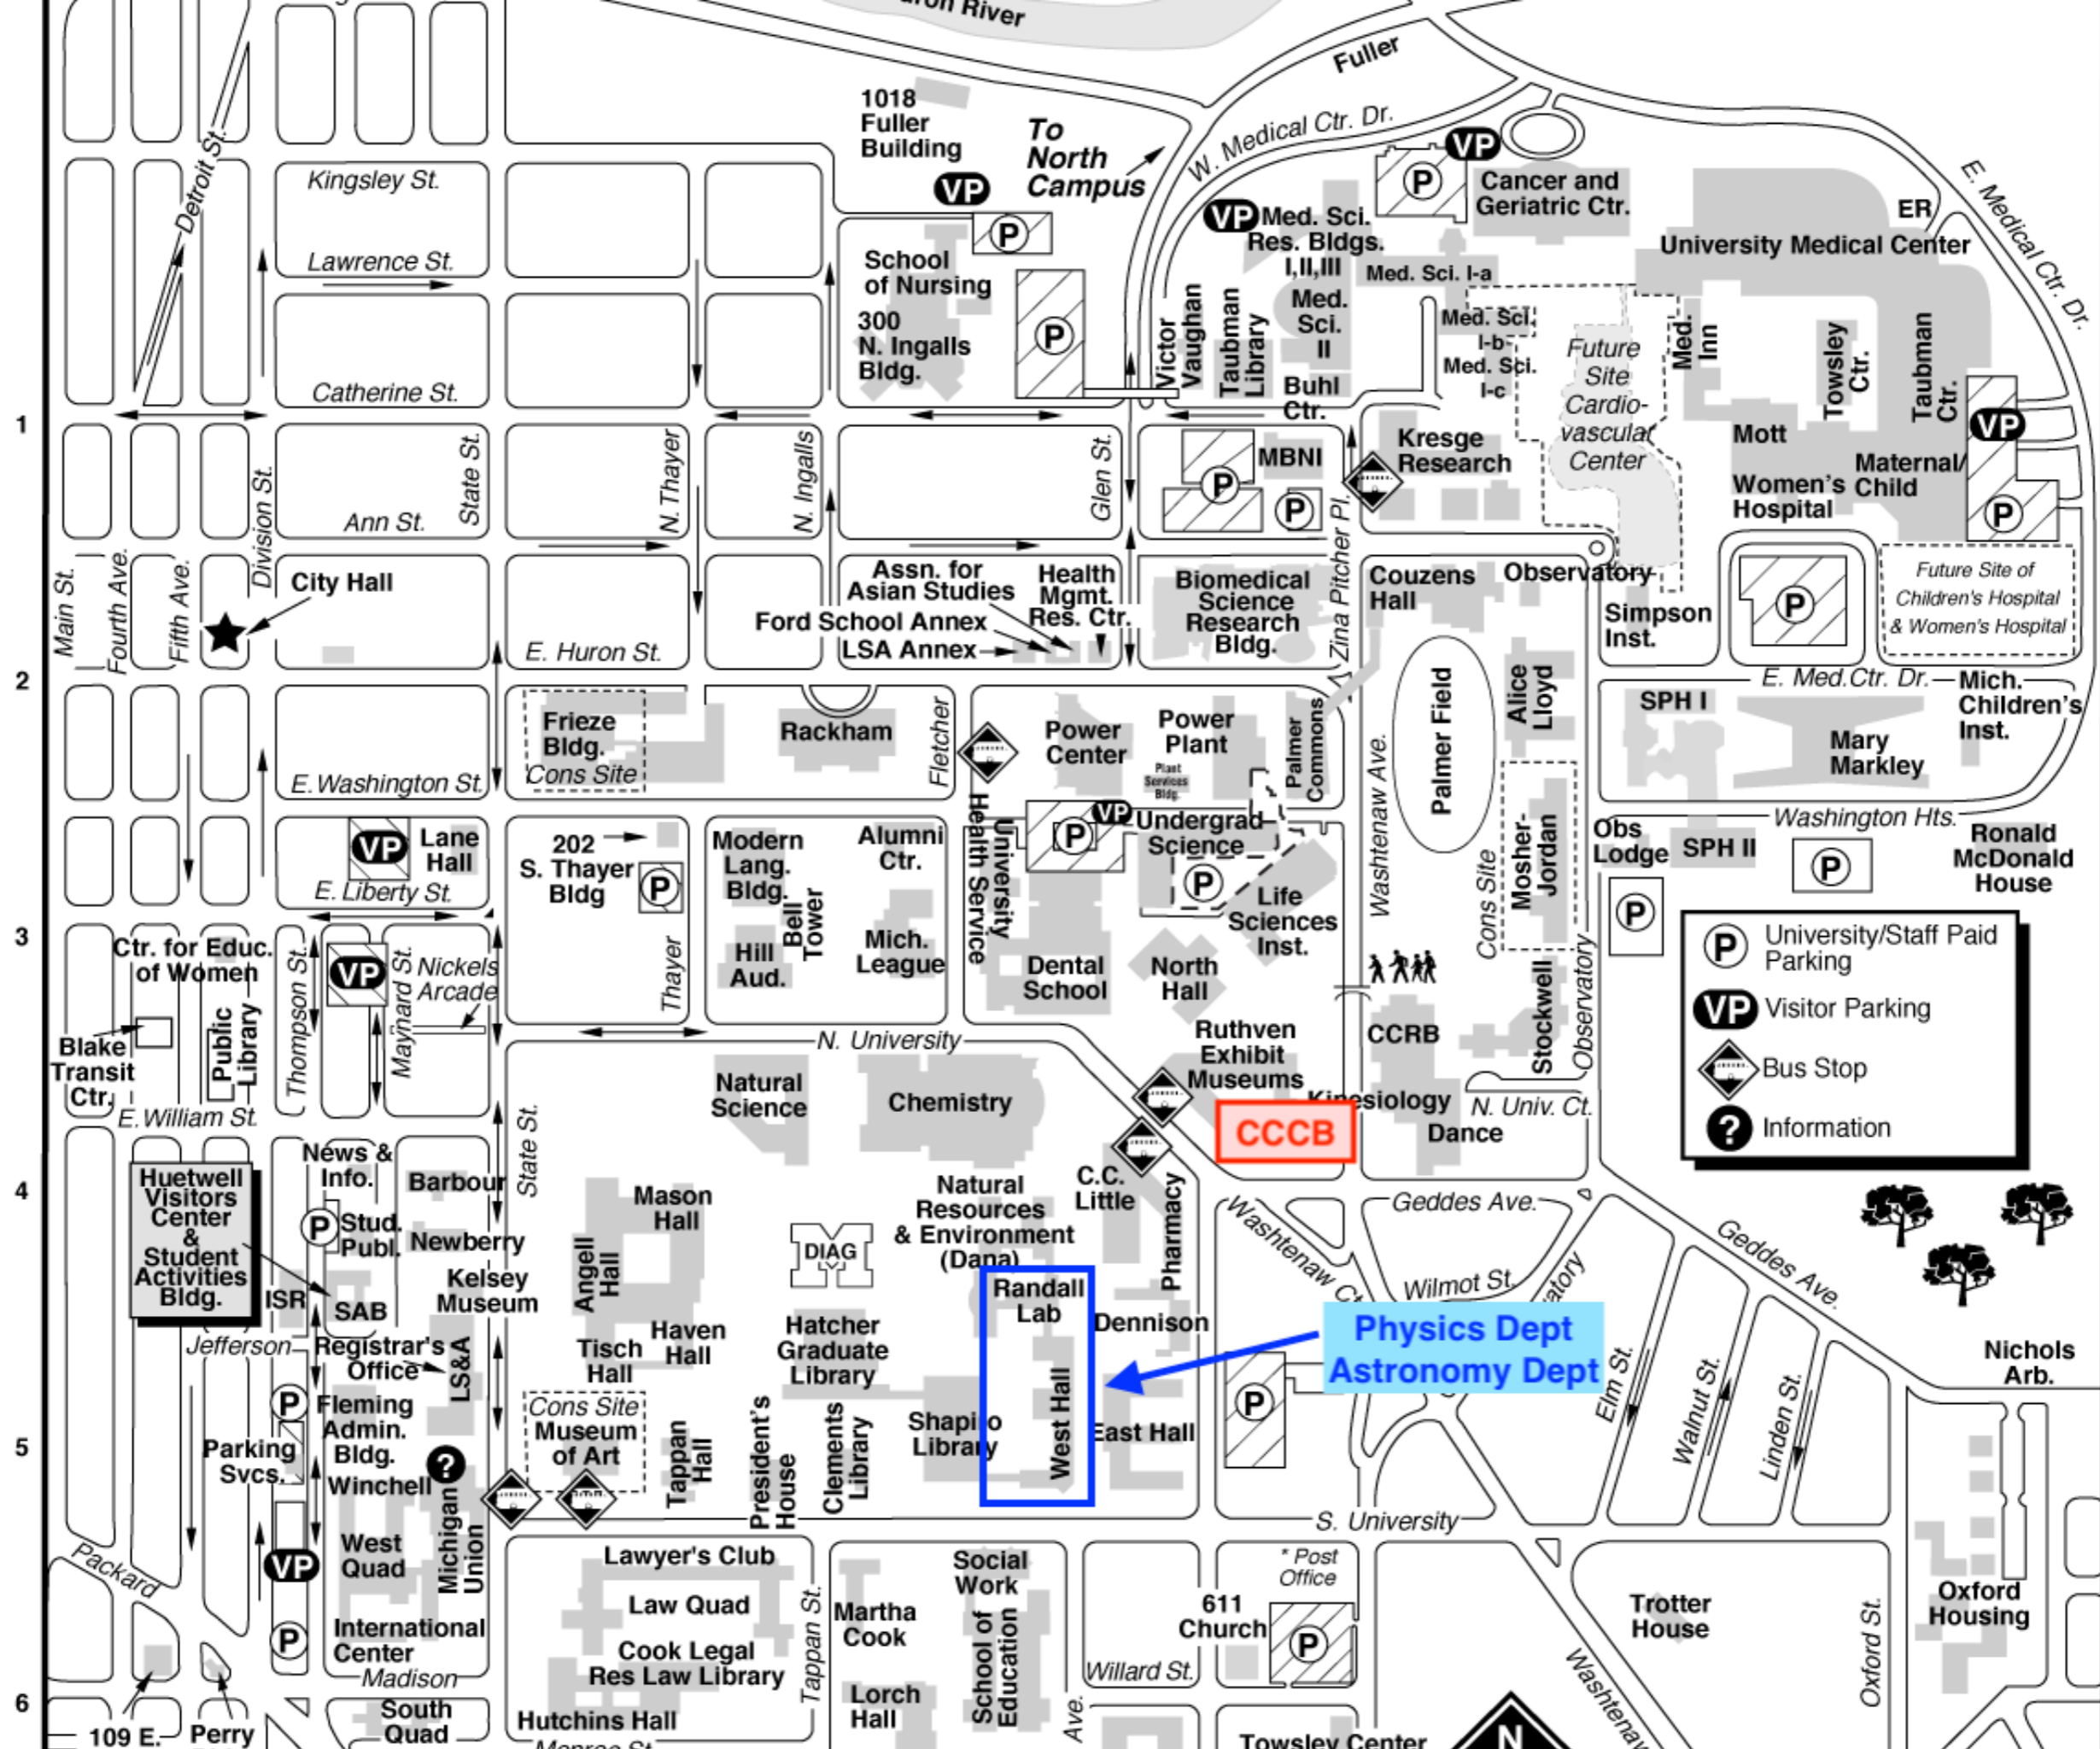 uron River
Fuller
1018
Fuller
Building
To
North
Campus
W. Medical Ctr. Dr.
VP
P
Cancer and
Geriatric Ctr.
E. Medical Ctr. Dr.
Detroit St.
Kingsley St.
VP
P
VP
Med. Sci.
Res. Bldgs.
I,II,III
ER
University Medical Center
Lawrence St.
School
of Nursing
300
N. Ingalls
Bldg.
P
Med. Sci. I-a
Med.
Sci.
II
Med. Sci.
I-b
Med. Sci.
I-c
Victor
Vaughan
Taubman
Library
Buhl
Ctr.
Future
Site
Cardio-
vascular
Center
Med.
Inn
Towsley
Ctr.
Taubman
Ctr.
Catherine St.
1
State St.
N. Thayer
N. Ingalls
Glen St.
MBNI
P
P
Kresge
Research
Mott
Women's
Hospital
Maternal/
Child
VP
P
Ann St.
Division St.
Main St.
Fourth Ave.
Fifth Ave.
City Hall
Assn. for
Asian Studies
Health
Mgmt.
Res. Ctr.
Ford School Annex
LSA Annex
Biomedical
Science
Research
Bldg.
Zina Pitcher Pl.
Couzens
Hall
Observatory
Simpson
Inst.
P
Future Site of
Children's Hospital
& Women's Hospital
E. Huron St.
2
E. Med.Ctr. Dr.
Mich.
Children's
Inst.
Frieze
Bldg.
Cons Site
Rackham
Fletcher
Power
Center
Power
Plant
Plant
Services
Bldg.
Palmer
Commons
Washtenaw Ave.
Palmer Field
Alice
Lloyd
SPH I
Mary
Markley
E. Washington St.
Washington Hts.
VP
Lane
Hall
202
S. Thayer
Bldg
P
Modern
Lang.
Bldg.
Alumni
Ctr.
Bell
Tower
University
Health Service
VP
P
Undergrad
Science
P
Life
Sciences
Inst.
Cons Site
Mosher-
Jordan
Obs
Lodge
SPH II
P
P
Ronald
McDonald
House
E. Liberty St.
3
Ctr. for Educ.
of Women
Thompson St.
VP
Maynard St.
Nickels
Arcade
Thayer
Hill
Aud.
Mich.
League
Dental
School
North
Hall
Stockwell
Observatory
P University/Staff Paid
Parking
VP Visitor Parking
Bus Stop
? Information
Blake
Transit
Ctr.
Public
Library
N. University
Ruthven
Exhibit
Museums
CCRB
Natural
Science
Chemistry
Kinesiology
N. Univ. Ct.
E. William St.
State St.
CCCB
Dance
4
Huetwell
Visitors
Center
&
Student
Activities
Bldg.
News &
Info.
P
Stud.
Publ.
Barbour
Newberry
Mason
Hall
Angell
Hall
DIAG
Natural
Resources
& Environment
(Dana)
C.C.
Little
Pharmacy
Washtenaw Ct
Geddes Ave.
Wilmot St.
atory
Geddes Ave.
ISR
SAB
Kelsey
Museum
Randall
Lab
Dennison
Physics Dept
Astronomy Dept
Jefferson
Registrar's
Office
LS&A
Tisch
Hall
Haven
Hall
Hatcher
Graduate
Library
P
Elm St.
Walnut St.
Linden St.
Nichols
Arb.
P
Fleming
Admin.
Bldg.
Cons Site
Museum
of Art
Tappan
Hall
President's
House
Clements
Library
Shapiro
Library
West Hall
East Hall
5
Parking
Svcs.
Winchell
?
S. University
Packard
VP
West
Quad
Michigan
Union
Lawyer's Club
Law Quad
Cook Legal
Res Law Library
Hutchins Hall
Tappan St.
Martha
Cook
Social
Work
School of
Education
* Post
Office
611
Church
P
Trotter
House
Oxford St.
Oxford
Housing
P
International
Center
Madison
Willard St.
Washtenaw
6
109 E.
Perry
South
Quad
Monroe St.
Lorch
Hall
Ave.
Towsley Center
N